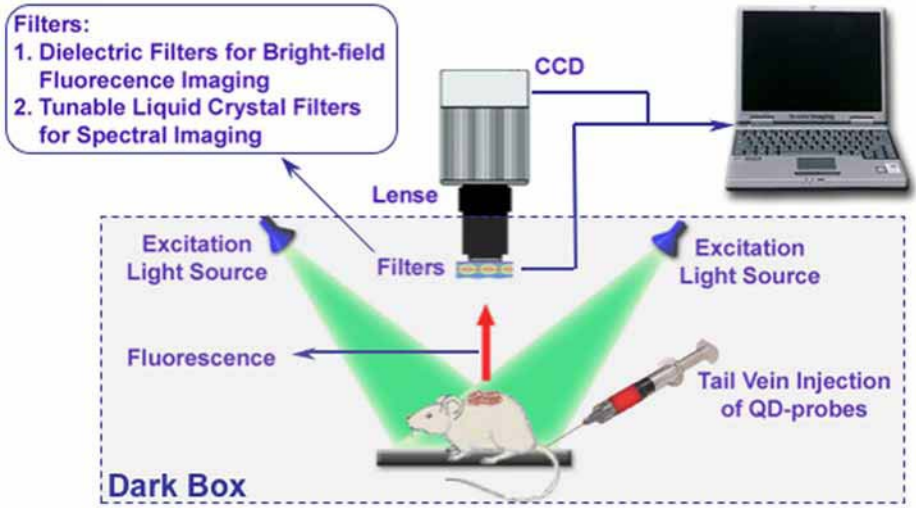 Filters:
1. Dielectric Filters for Bright-field
Fluorecence Imaging
2. Tunable Liquid Crystal Filters
for Spectral Imaging
CCD
Lense
Excitation
Light Source
Filters
Excitation
Light Source
Fluorescence
Tail Vein Injection
of QD-probes
Dark Box